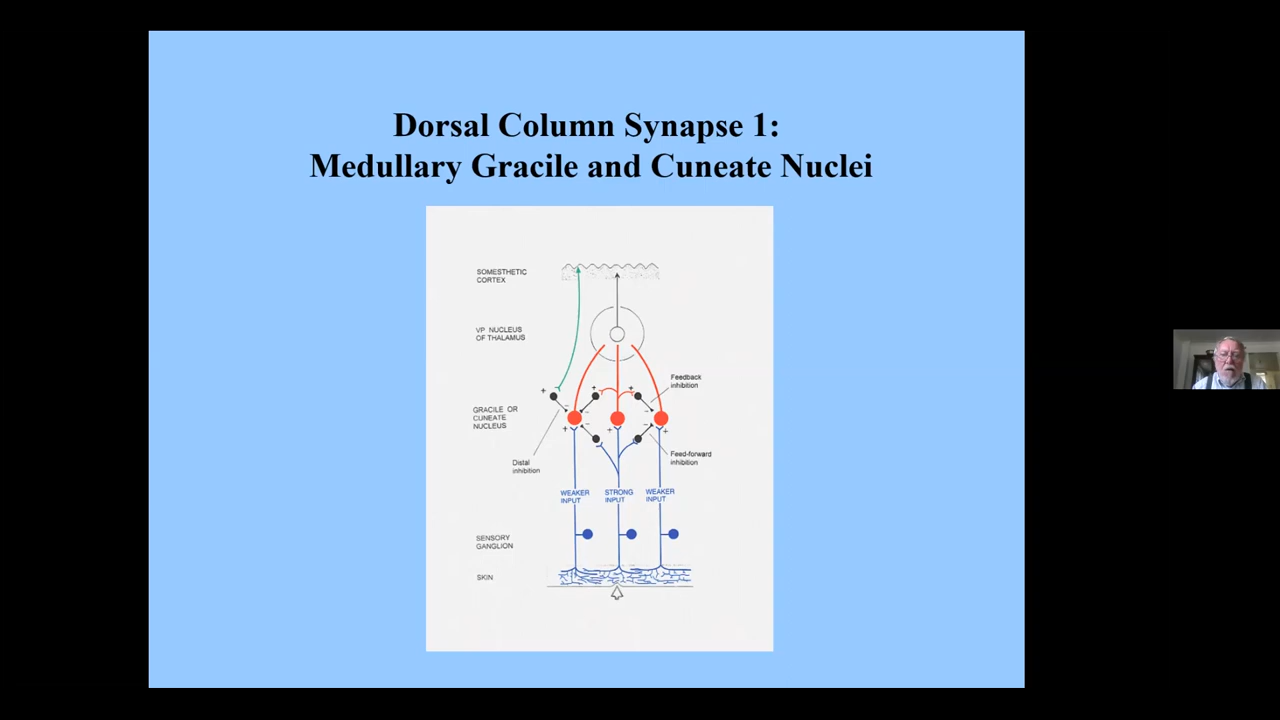 Dorsal Column Synapse 1:
Medullary Gracile and Cuneate Nuclei
SOMESTHETIC
CORTEX
VP NUCLEUS
OF THALAMUS
Feedback
inhibition
+
+
+
GRACILE OR
CUNEATE
NUCLEUS
+
+
+
Distal
inhibition
Feed-forward
inhibition
WEAKER
INPUT
STRONG
INPUT
WEAKER
INPUT
SENSORY
GANGLION
SKIN